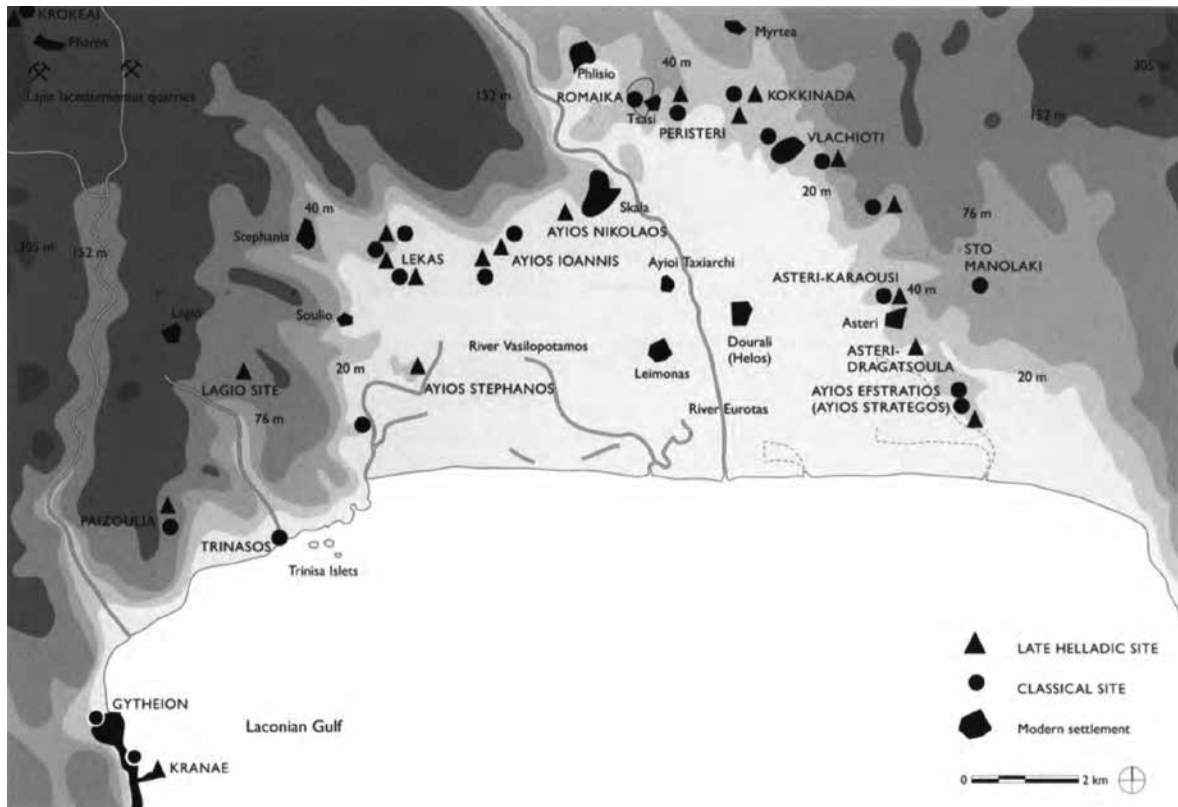 KROKEAI
Pharos
Lapis lacedaemonius quarries
Myrtea
Phlisio
40 m
305 m
152 m
ROMAIKA
Tsasi
KOKKINADA
152 m
PERISTERI
VLACHIOTI
20 m
40 m
Skala
76 m
Stephania
AYIOS NIKOLAOS
305 m
152 m
LEKAS
AYIOS IOANNIS
Ayioi Taxiarchi
STO
MANOLAKI
ASTERI-KARAOUSI
40 m
Lagio
Soulio
Asteri
Dourali
(Helos)
River Vasilopotamos
ASTERI-
DRAGATSOULA
20 m
Leimonas
20 m
LAGIO SITE
AYIOS STEPHANOS
AYIOS EFSTRATIOS
(AYIOS STRATEGOS)
76 m
River Eurotas
PAIZOULIA
TRINASOS
Trinisa Islets
LATE HELLADIC SITE
CLASSICAL SITE
GYTHEION
Laconian Gulf
Modern settlement
KRANAE
0
2 km